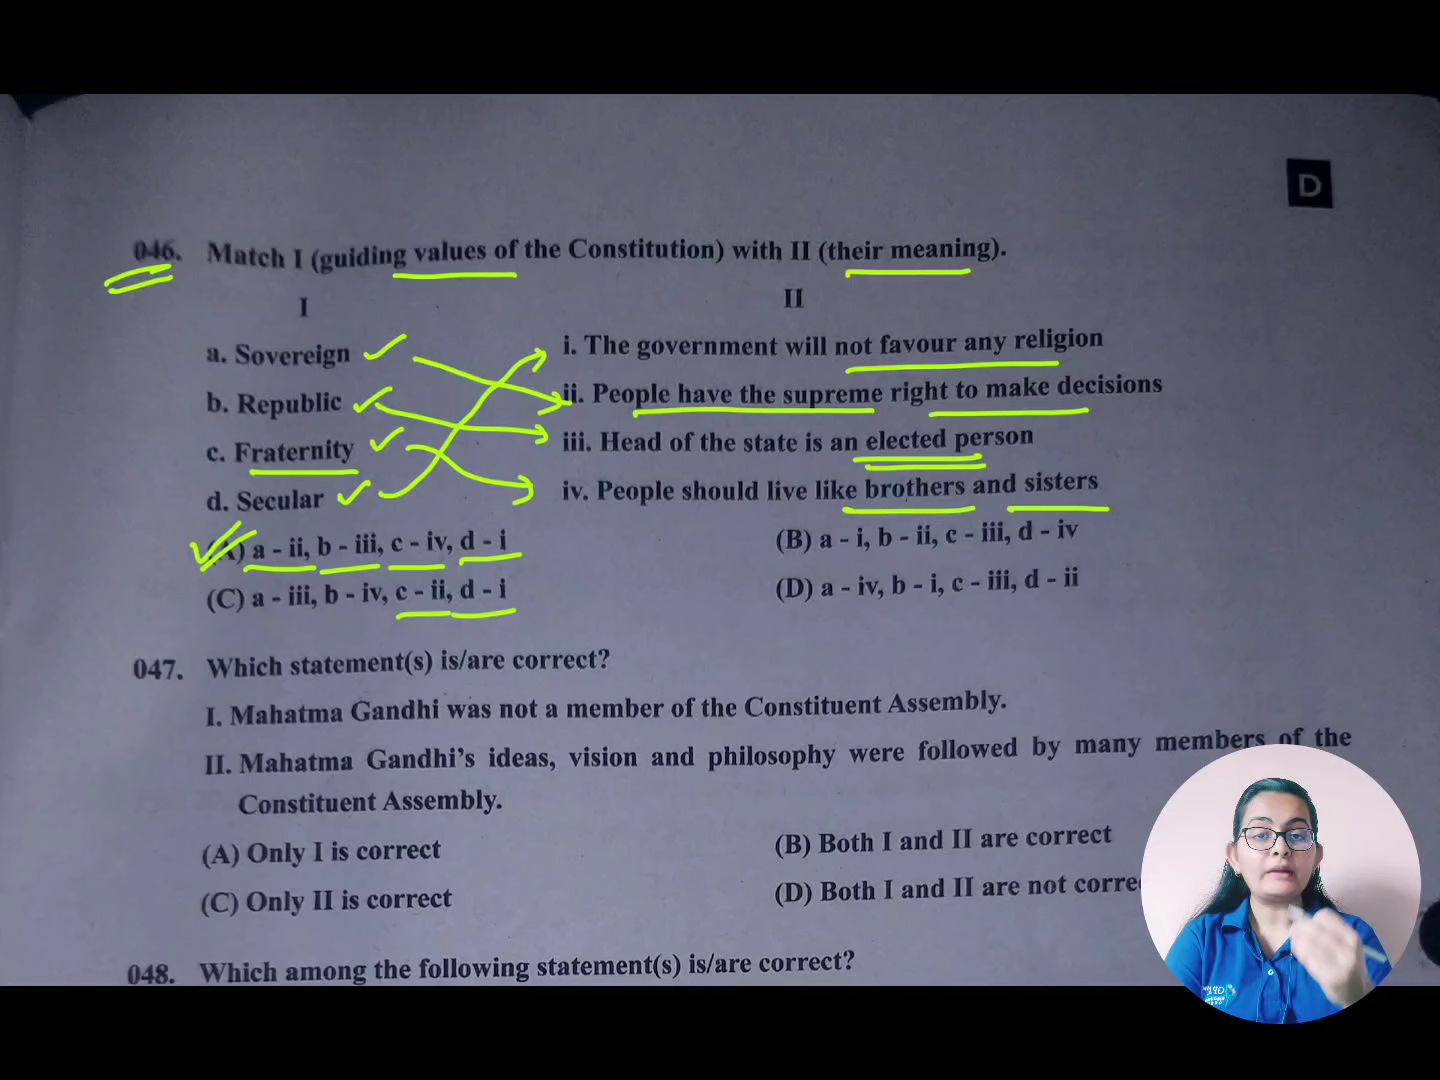 D
046. Match I (guiding values of the Constitution) with II (their meaning).
I II
a. Sovereign i. The government will not favour any religion
b. Republic ii. People have the supreme right to make decisions
c. Fraternity iii. Head of the state is an elected person
d. Secular iv. People should live like brothers and sisters
(A) a - ii, b - iii, c - iv, d - i (B) a - i, b - ii, c - iii, d - iv
(C) a - iii, b - iv, c - ii, d - i (D) a - iv, b - i, c - iii, d - ii
047. Which statement(s) is/are correct?
I. Mahatma Gandhi was not a member of the Constituent Assembly.
II. Mahatma Gandhi's ideas, vision and philosophy were followed by many members of the
Constituent Assembly.
(A) Only I is correct (B) Both I and II are correct
(C) Only II is correct (D) Both I and II are not corre
048. Which among the following statement(s) is/are correct?